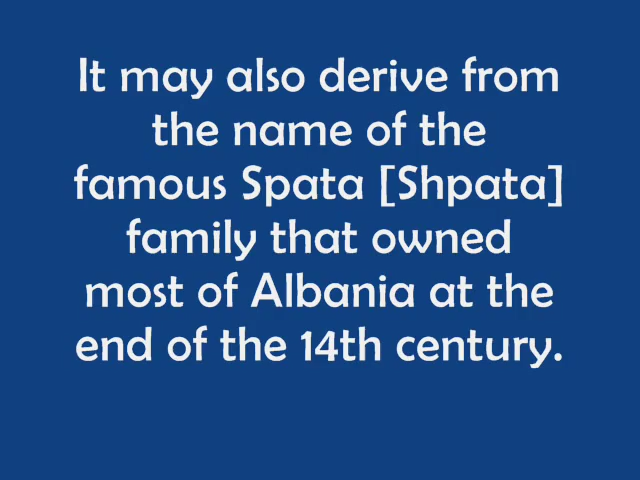 It may also derive from
the name of the
famous Spata [Shpata]
family that owned
most of Albania at the
end of the 14th century.